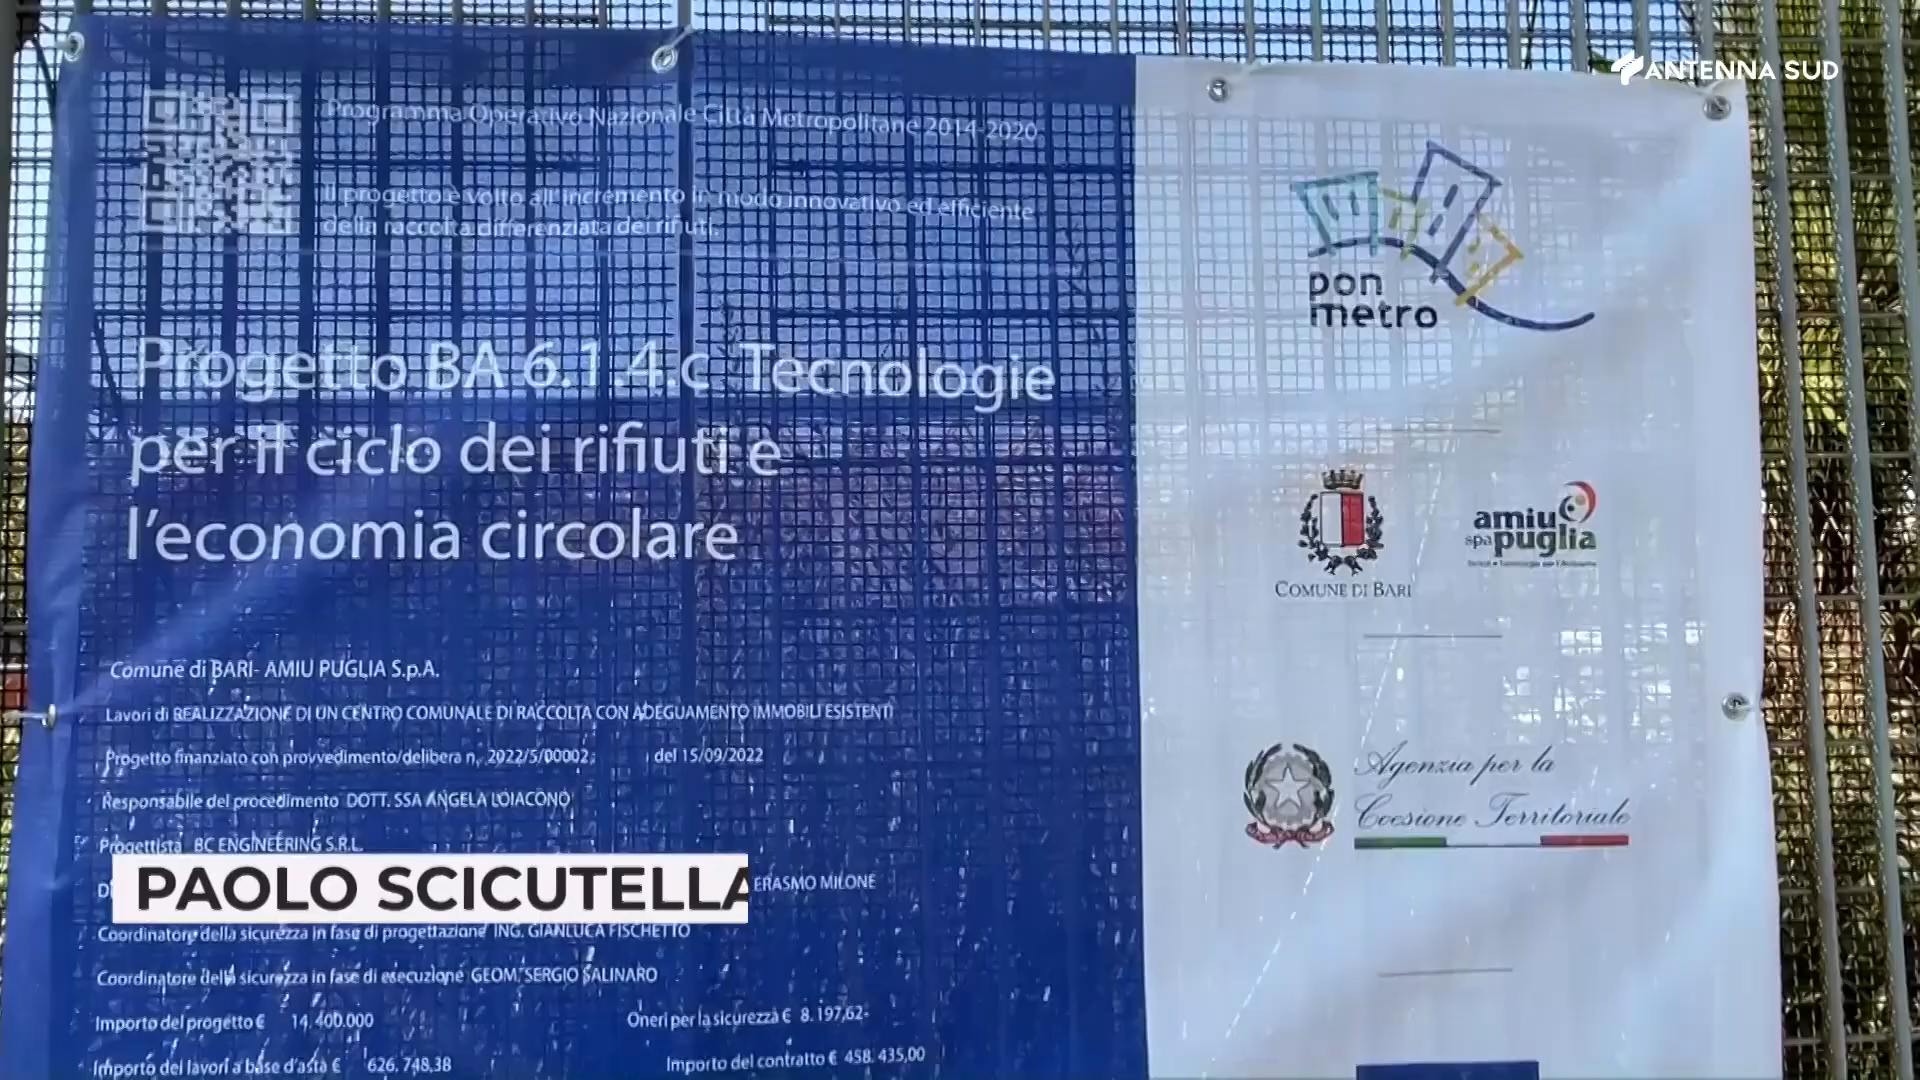 ANTENNA SUD
Programma Operativo Nazionale Città Metropolitane 2014-2020
Il progetto è volto all'incremento in modo innovativo ed efficiente
della raccolta differenziata dei rifiuti.
Progetto BA 6.1.4.c Tecnologie
per il ciclo dei rifiuti e
l'economia circolare
Comune di BARI- AMIU PUGLIA S.p.A.
Lavori di REALIZZAZIONE DI UN CENTRO COMUNALE DI RACCOLTA CON ADEGUAMENTO IMMOBILI ESISTENTI
Progetto finanziato con provvedimento/delibera n. 2022/5/00002 del 15/09/2022
Responsabile del procedimento DOTT. SSA ANGELA LOIACONO
Progettista BC ENGINEERING S.R.L.
ERASMO MILONE
PAOLO SCICUTELLA
Coordinatore della sicurezza in fase di progettazione ING. GIANLUCA FISCHETTO
Coordinatore della sicurezza in fase di esecuzione GEOM. SERGIO SALINARO
Importo del progetto € 14.400.000 Oneri per la sicurezza € 8.197,62-
Importo dei lavori a base d'asta € 626.748,38 Importo del contratto € 458.435,00
pon
metro
COMUNE DI BARI
amiu
spa puglia
Agenzia per la
Coesione Territoriale